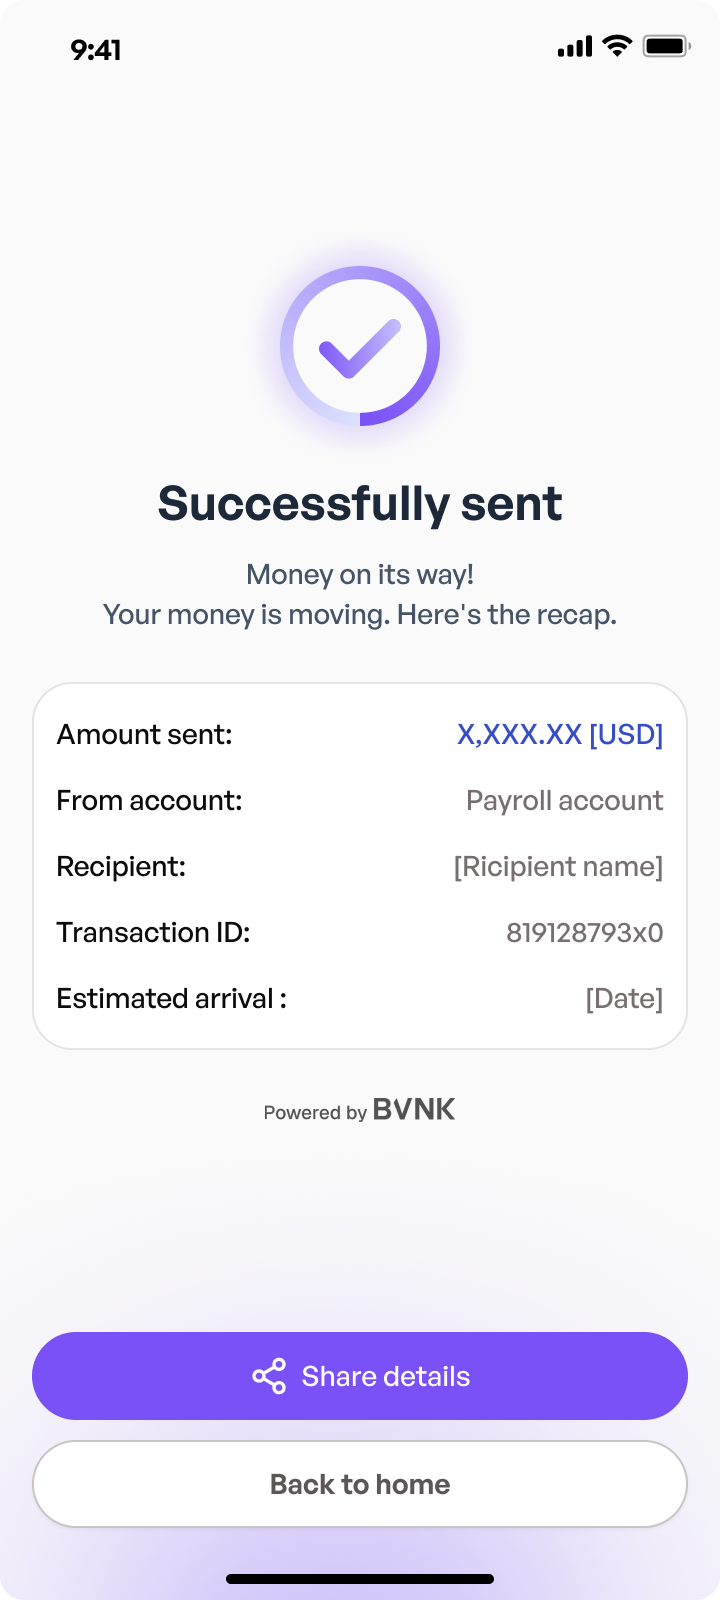 9:41
Successfully sent
Money on its way!
Your money is moving. Here's the recap.
Amount sent: X,XXX.XX [USD]
From account: Payroll account
Recipient: [Ricipient name]
Transaction ID: 819128793x0
Estimated arrival : [Date]
Powered by BVNK
Share details
Back to home